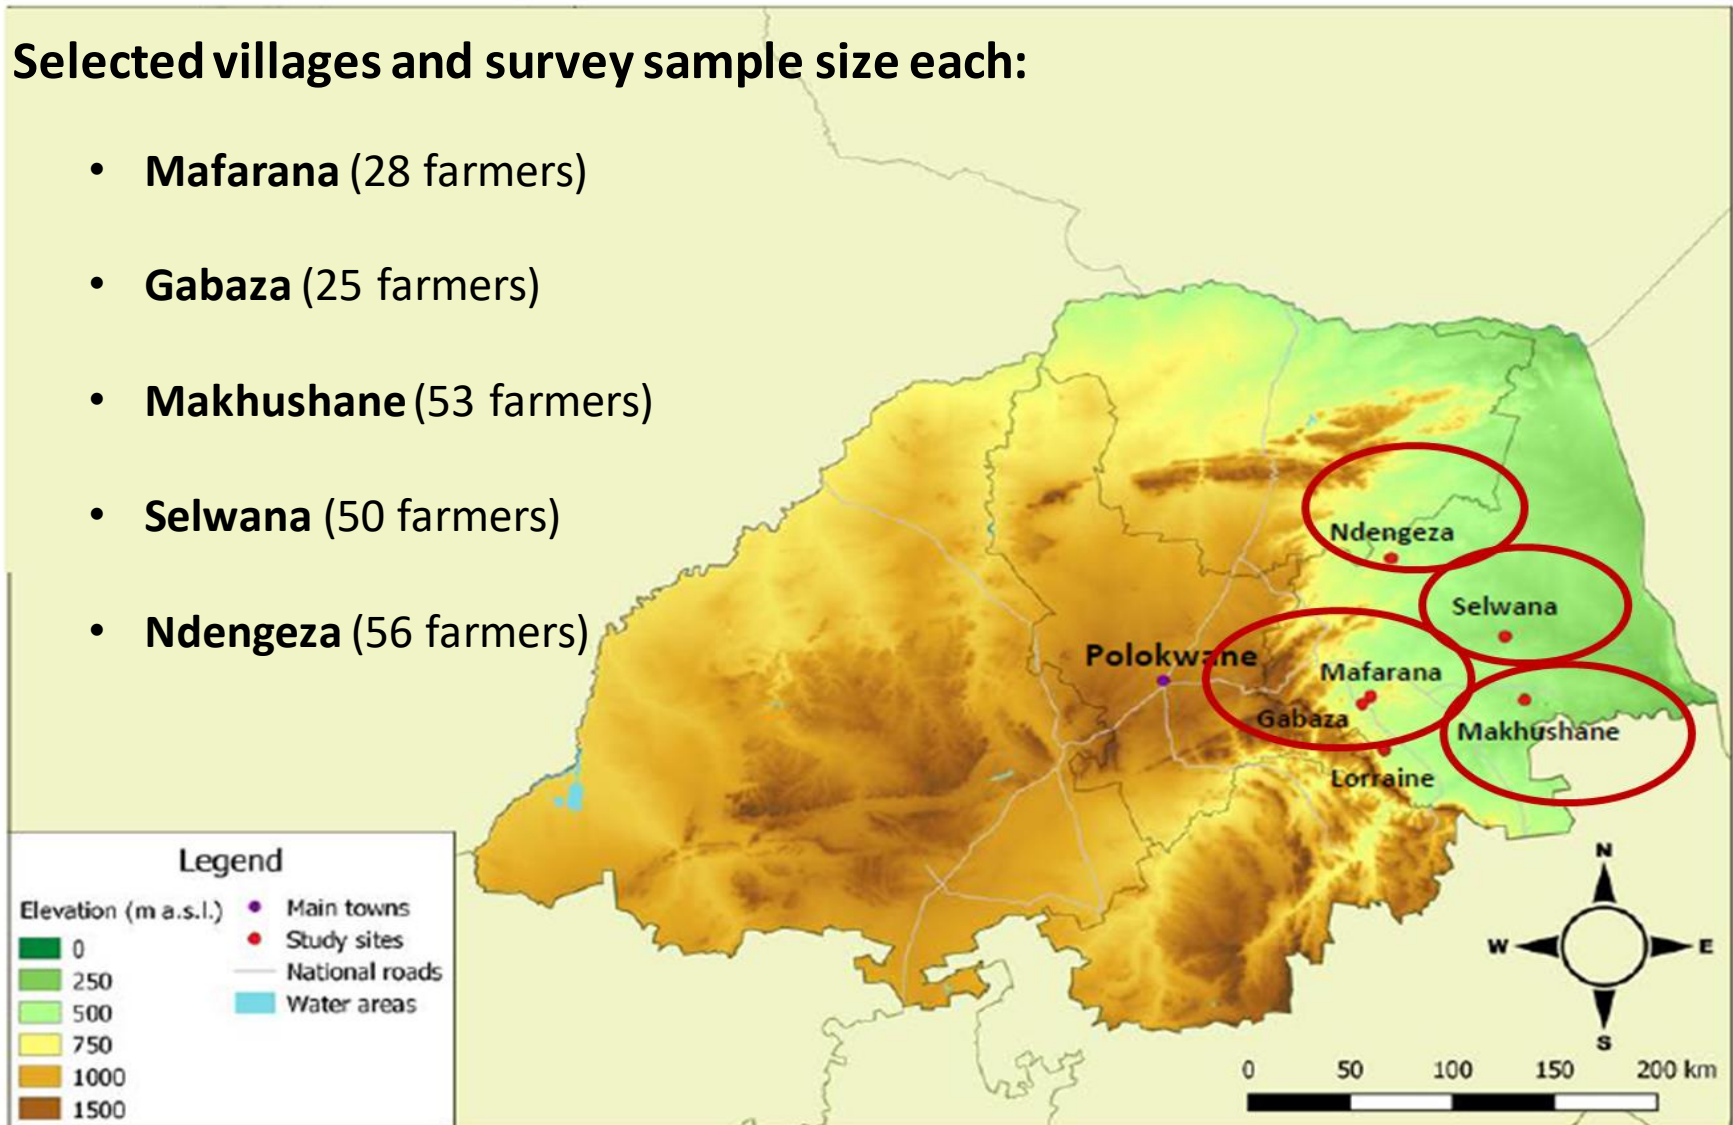 Selected villages and survey sample size each:
• Mafarana (28 farmers)
• Gabaza (25 farmers)
• Makhushane (53 farmers)
• Selwana (50 farmers)
• Ndengeza (56 farmers)
Ndengeza
Selwana
Polokwane
Mafarana
Gabaza
Makhushane
Lorraine
Legend
Elevation (m a.s.l.)
0
250
500
750
1000
1500
Main towns
Study sites
National roads
Water areas
N
W E
S
0 50 100 150 200 km